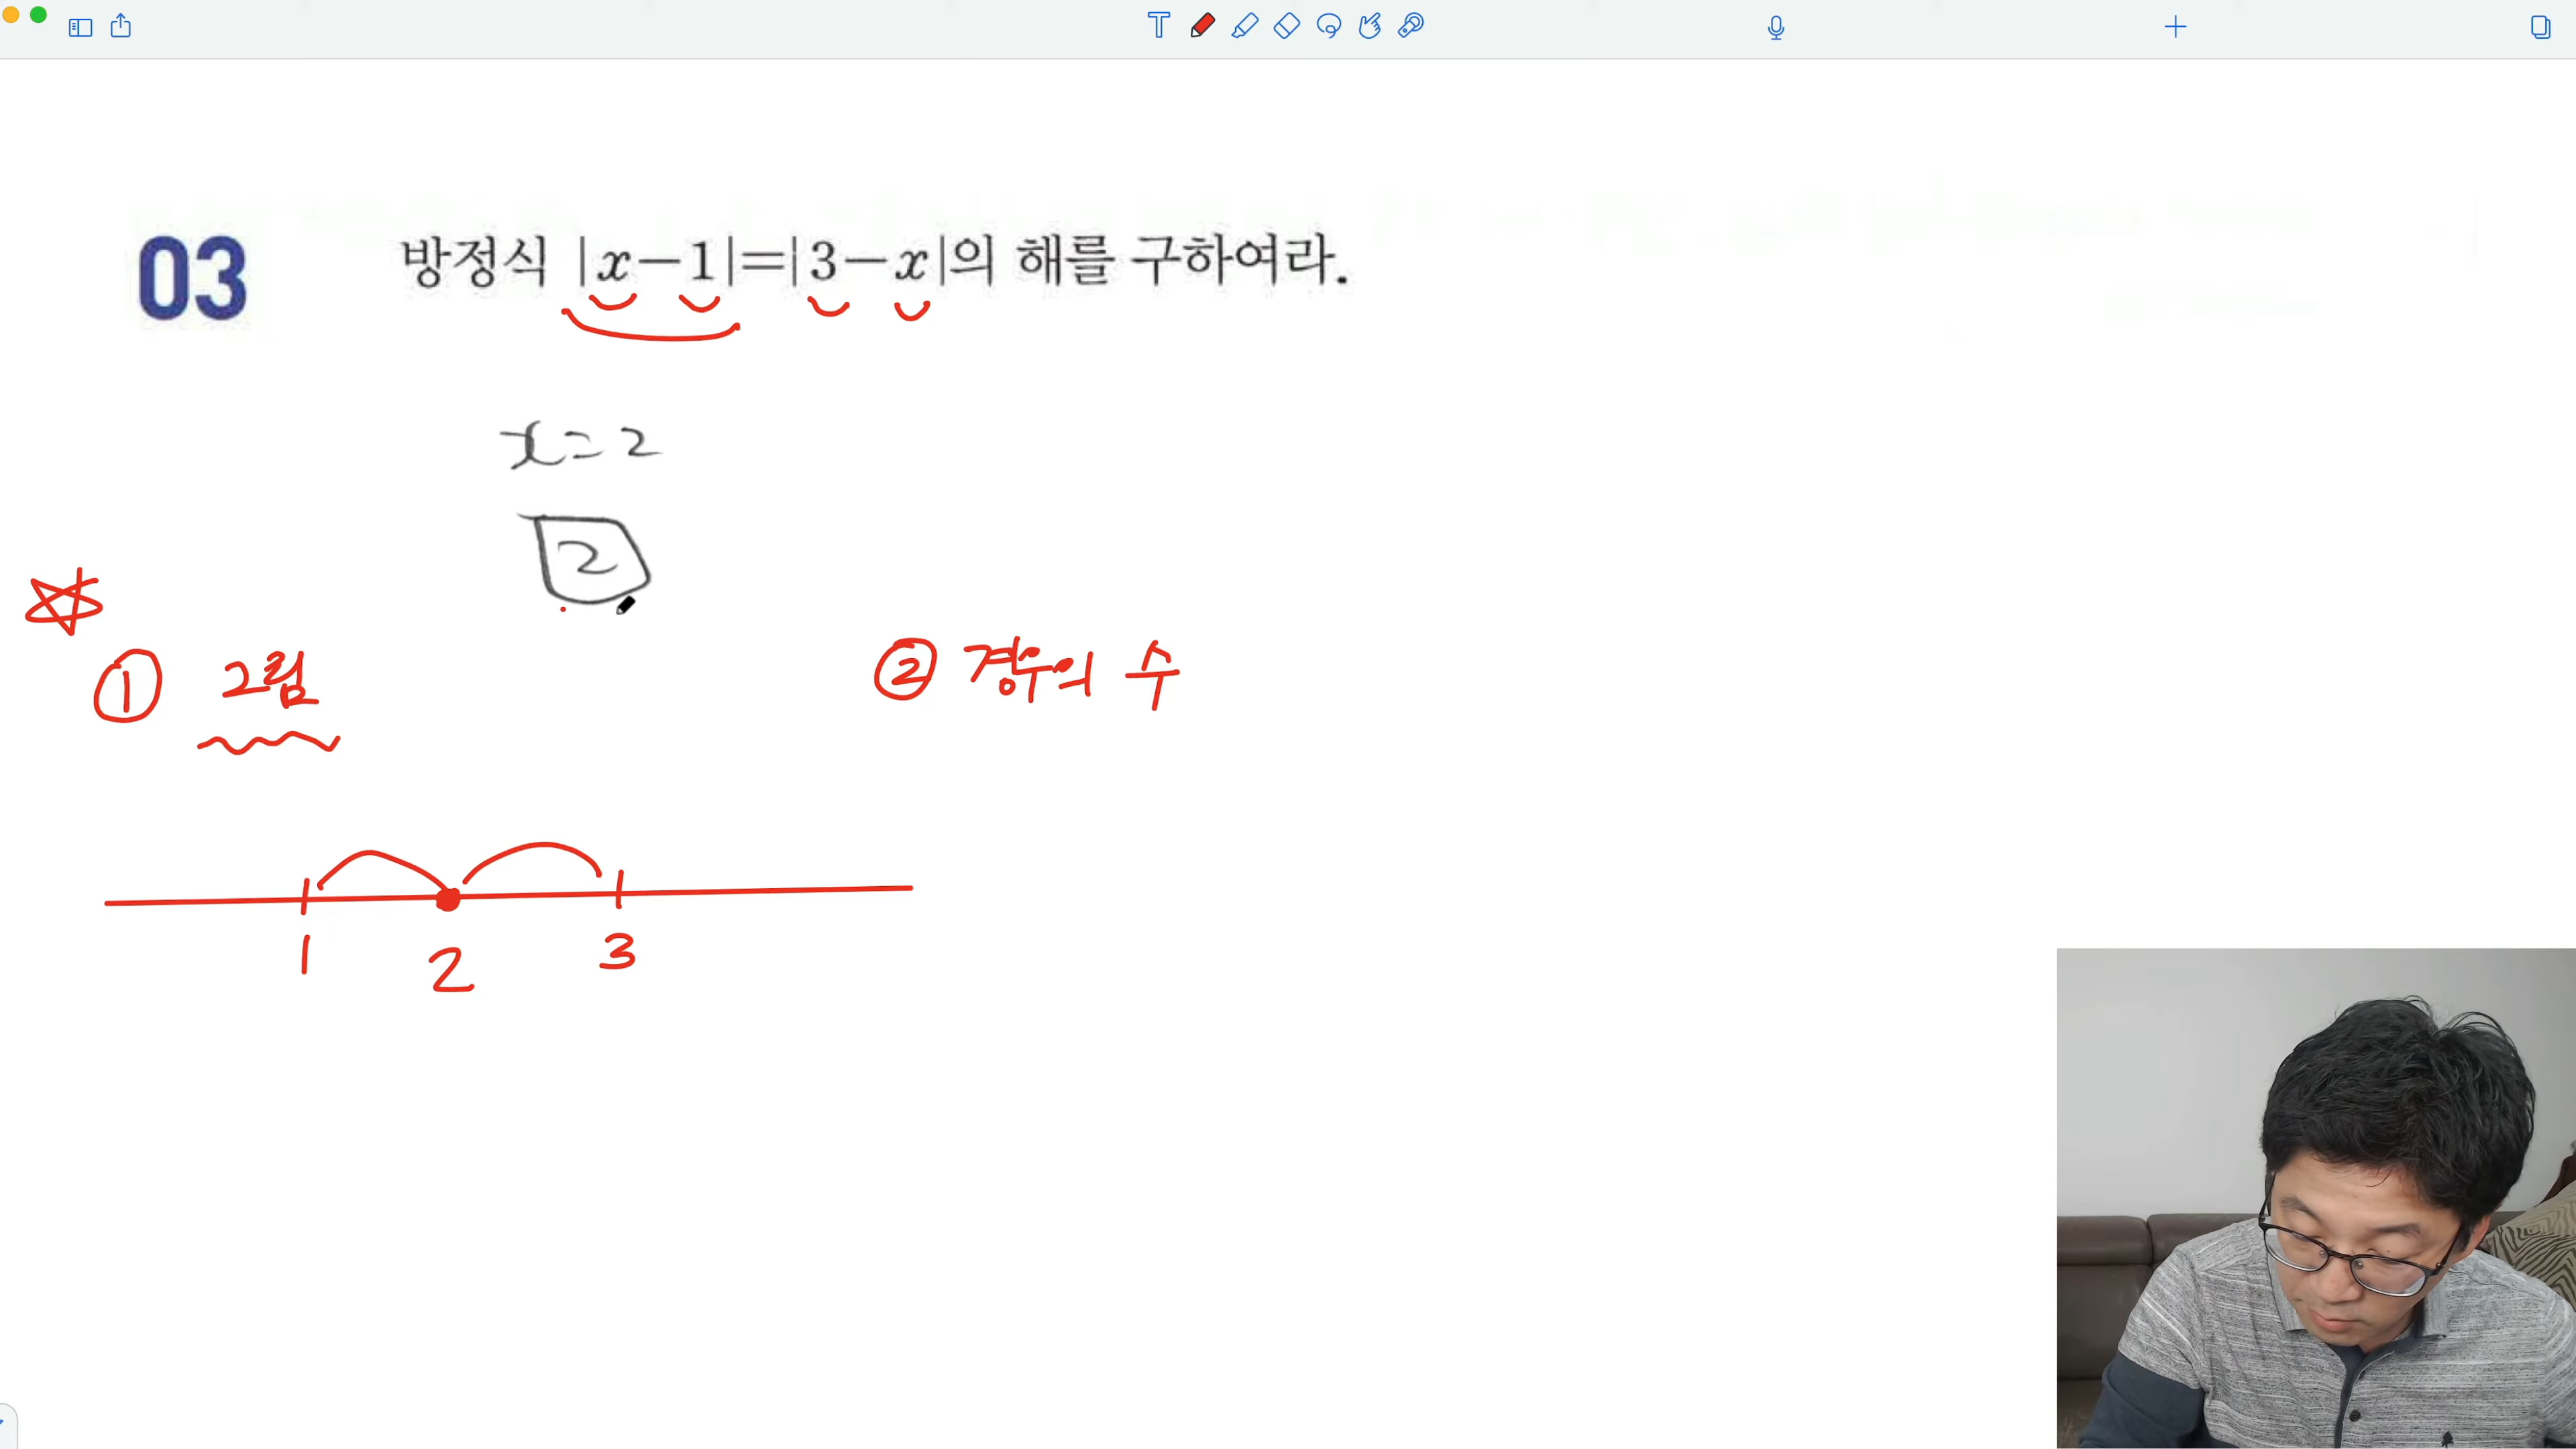 03 방정식 |x-1|=|3-x|의 해를 구하여라.
x=2
2
① 그림
② 경우의 수
1 2 3